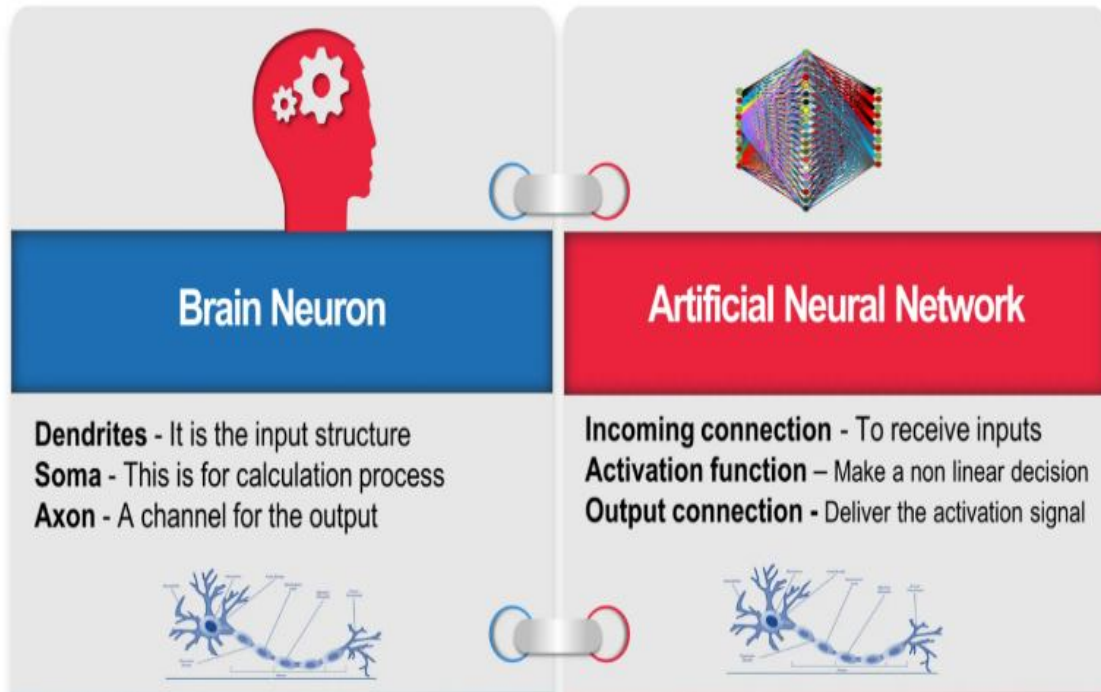 Brain Neuron
Dendrites - It is the input structure
Soma - This is for calculation process
Axon - A channel for the output
Artificial Neural Network
Incoming connection - To receive inputs
Activation function – Make a non linear decision
Output connection - Deliver the activation signal